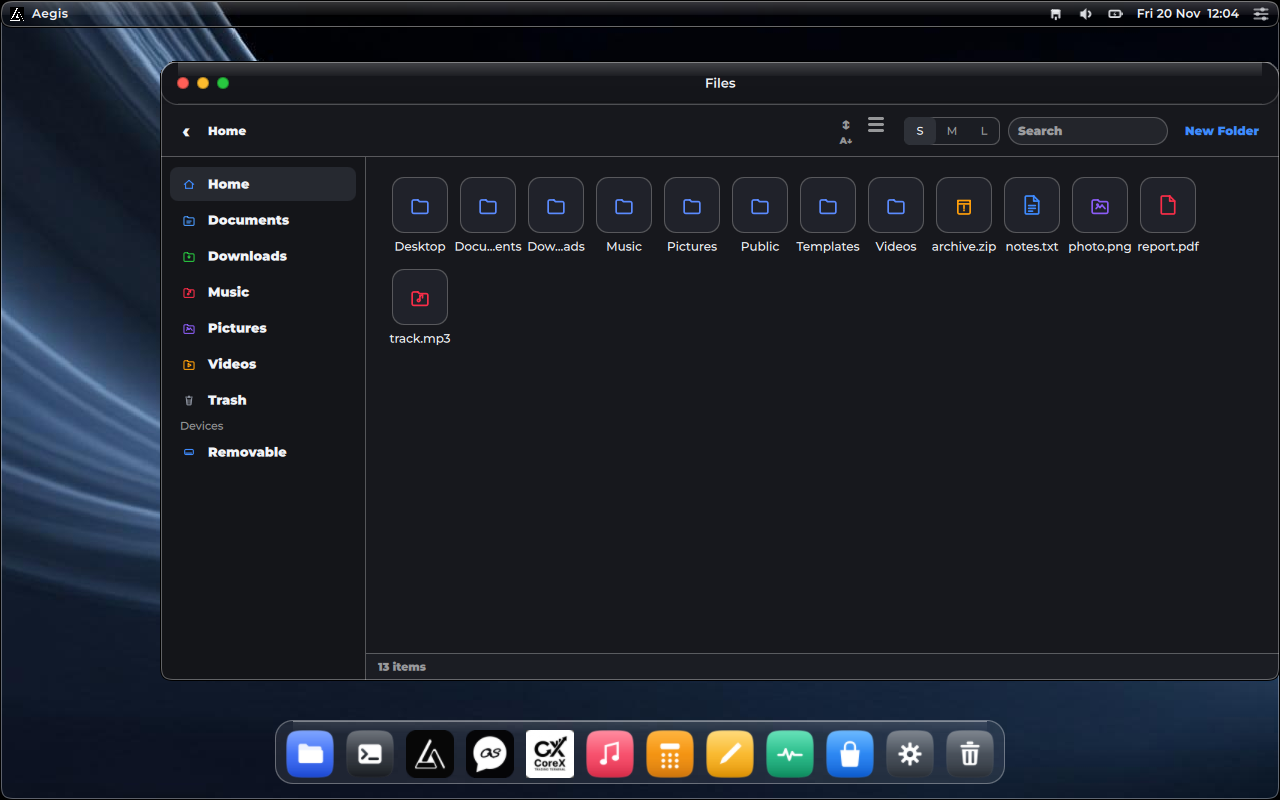 Aegis
Fri 20 Nov 12:04
Files
Home
S M L
Search
New Folder
Home
Documents
Downloads
Music
Pictures
Videos
Trash
Devices
Removable
Desktop Docu...ents Dow...ads Music Pictures Public Templates Videos archive.zip notes.txt photo.png report.pdf
track.mp3
13 items
as
CX
CoreX